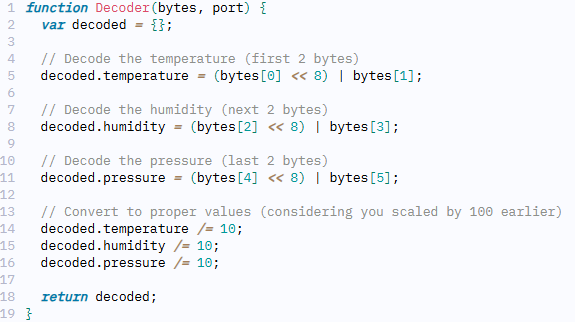 1 function Decoder(bytes, port) {
2 var decoded = {};
3
4 // Decode the temperature (first 2 bytes)
5 decoded.temperature = (bytes[0] << 8) | bytes[1];
6
7 // Decode the humidity (next 2 bytes)
8 decoded.humidity = (bytes[2] << 8) | bytes[3];
9
10 // Decode the pressure (last 2 bytes)
11 decoded.pressure = (bytes[4] << 8) | bytes[5];
12
13 // Convert to proper values (considering you scaled by 100 earlier)
14 decoded.temperature /= 10;
15 decoded.humidity /= 10;
16 decoded.pressure /= 10;
17
18 return decoded;
19 }